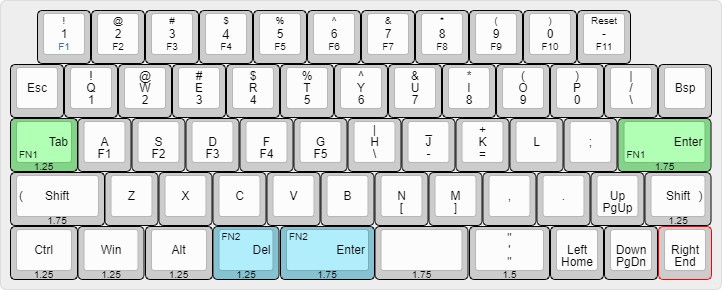 ! @ # $ % ^ & * ( ) Reset
1 2 3 4 5 6 7 8 9 0 -
F1 F2 F3 F4 F5 F6 F7 F8 F9 F10 F11
! @ # $ % ^ & * ( ) |
Esc Q W E R T Y U I O P / Bsp
1 2 3 4 5 6 7 8 9 0 \
| _ +
Tab A S D F G H J K L ; Enter
FN1 F1 F2 F3 F4 F5 \ - = FN1
1.25 1.75
( Shift Z X C V B N M , . Up Shift )
[ ] PgUp
1.75 1.25
FN2 FN2 "
Ctrl Win Alt Del Enter ' Left Down Right
, Home PgDn End
1.25 1.25 1.25 1.25 1.75 1.75 1.5